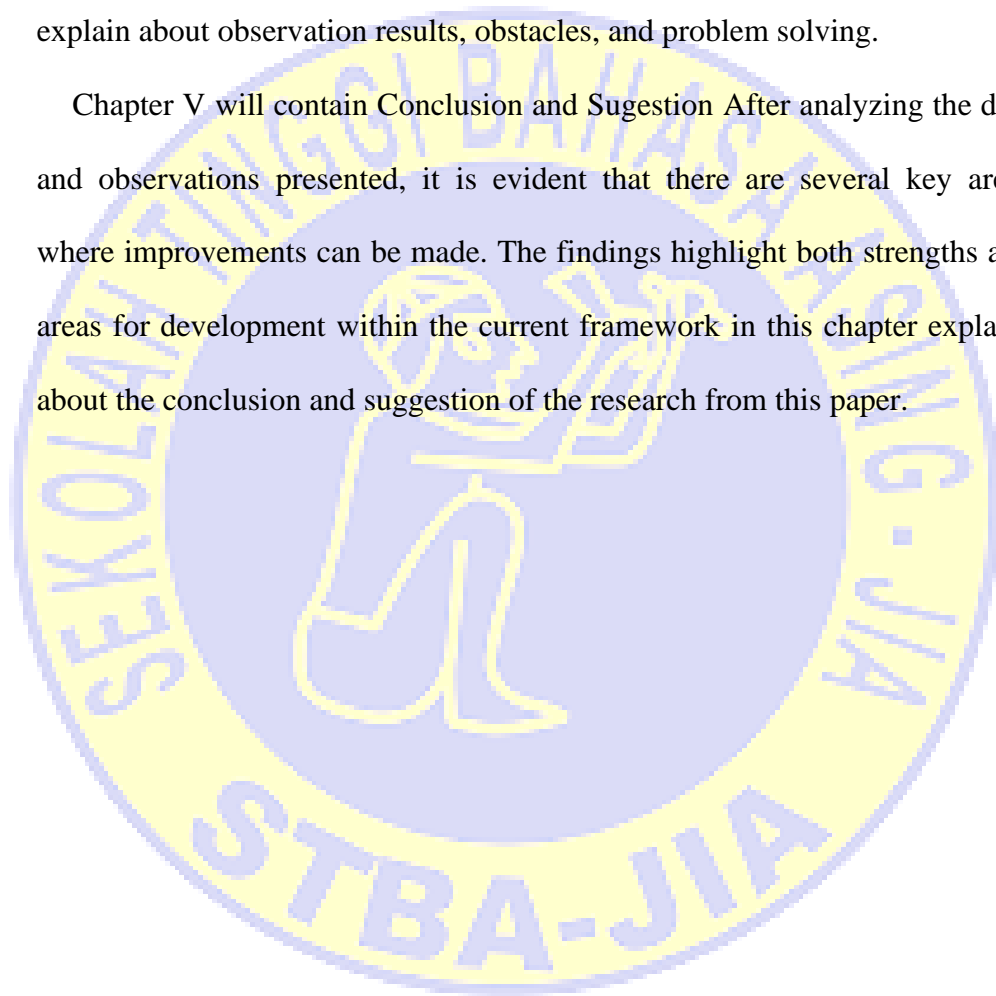 explain about observation results, obstacles, and problem solving.
Chapter V will contain Conclusion and Sugestion After analyzing the d
and observations presented, it is evident that there are several key are
where improvements can be made. The findings highlight both strengths a
areas for development within the current framework in this chapter expla
about the conclusion and suggestion of the research from this paper.
SEKOLAH TINGGI BAHASA ASING - JIA
STBA-JIA